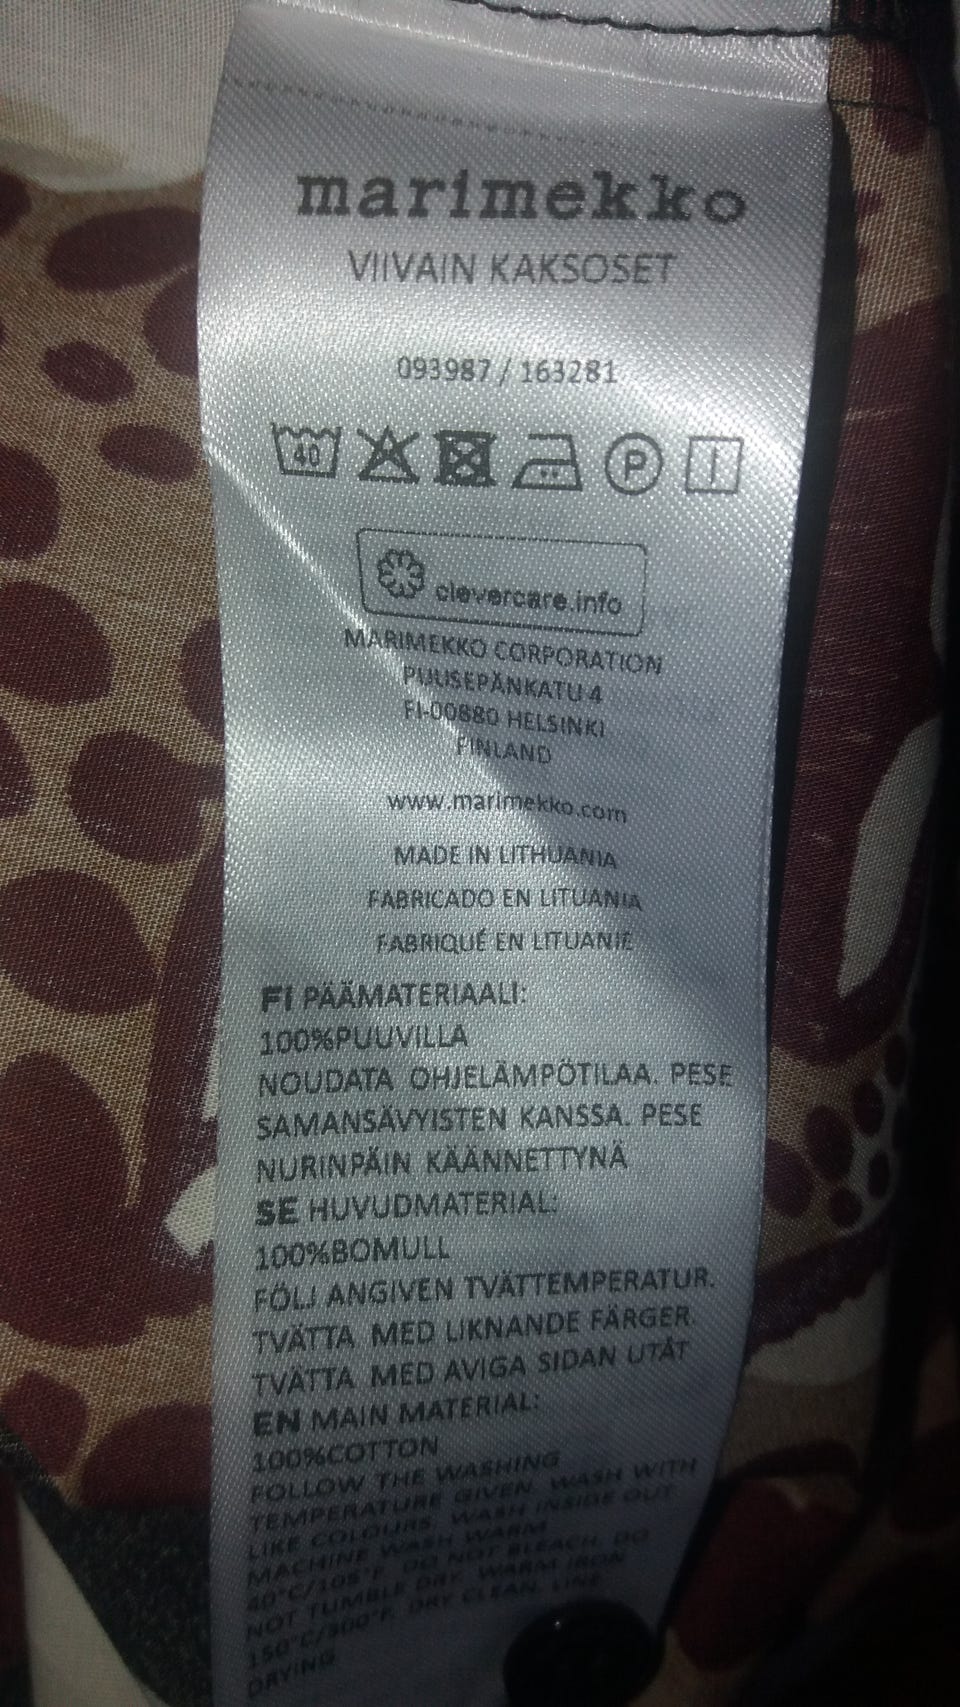 marimekko
VIIVAIN KAKSOSET
093987 / 163281
40 P
clevercare.info
MARIMEKKO CORPORATION
PUUSEPÄNKATU 4
FI-00880 HELSINKI
FINLAND
www.marimekko.com
MADE IN LITHUANIA
FABRICADO EN LITUANIA
FABRIQUÉ EN LITUANIE
FI PÄÄMATERIAALI:
100%PUUVILLA
NOUDATA OHJELÄMPÖTILAA. PESE
SAMANSÄVYISTEN KANSSA. PESE
NURINPÄIN KÄÄNNETTYNÄ
SE HUVUDMATERIAL:
100%BOMULL
FÖLJ ANGIVEN TVÄTTEMPERATUR.
TVÄTTA MED LIKNANDE FÄRGER.
TVÄTTA MED AVIGA SIDAN UTÅT
EN MAIN MATERIAL:
100%COTTON
FOLLOW THE WASHING
TEMPERATURE GIVEN. WASH WITH
LIKE COLOURS. WASH INSIDE OUT
MACHINE WASH WARM
40°C/105°F. DO NOT BLEACH. DO
NOT TUMBLE DRY. WARM IRON
150°C/300°F. DRY CLEAN. LINE
DRYING